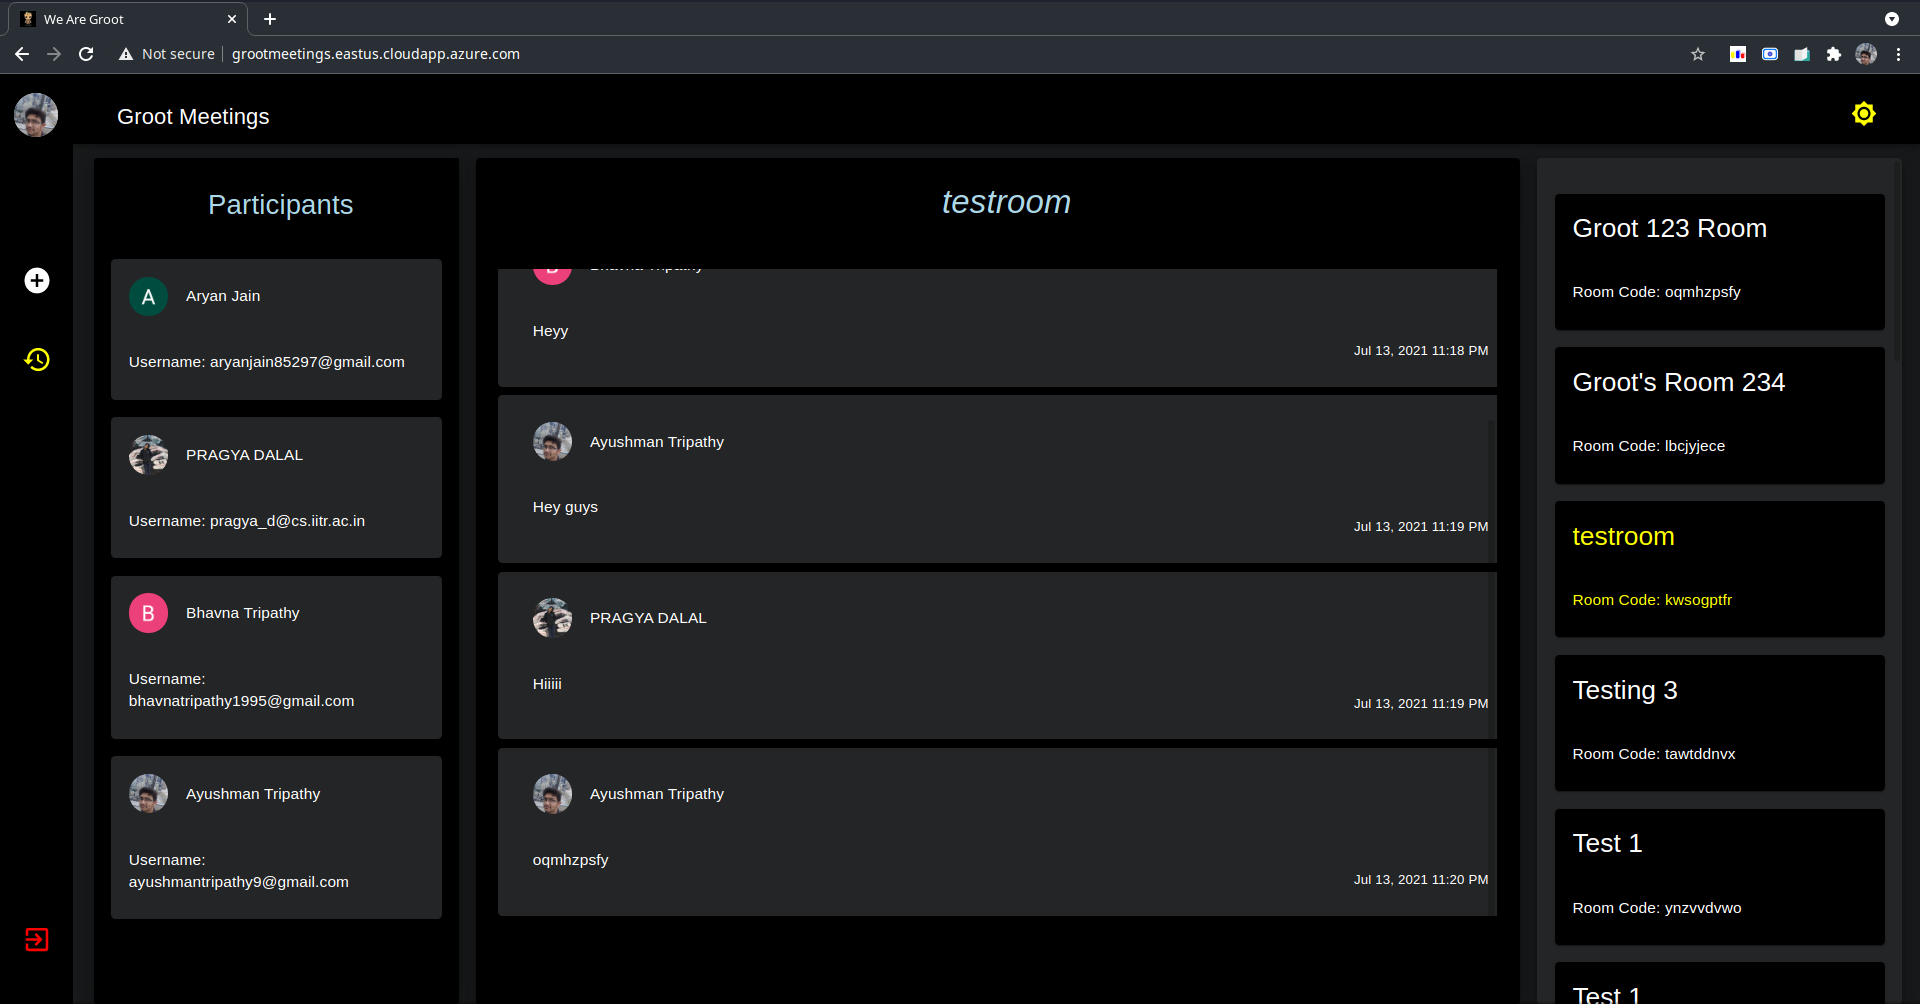 We Are Groot
Not secure
grootmeetings.eastus.cloudapp.azure.com
Groot Meetings
Participants
A
Aryan Jain
Username: aryanjain85297@gmail.com
PRAGYA DALAL
Username: pragya_d@cs.iitr.ac.in
B
Bhavna Tripathy
Username:
bhavnatripathy1995@gmail.com
Ayushman Tripathy
Username:
ayushmantripathy9@gmail.com
testroom
B
Bhavna Tripathy
Heyy
Jul 13, 2021 11:18 PM
Ayushman Tripathy
Hey guys
Jul 13, 2021 11:19 PM
PRAGYA DALAL
Hiiiii
Jul 13, 2021 11:19 PM
Ayushman Tripathy
oqmhzpsfy
Jul 13, 2021 11:20 PM
Groot 123 Room
Room Code: oqmhzpsfy
Groot's Room 234
Room Code: lbcjyjece
testroom
Room Code: kwsogptfr
Testing 3
Room Code: tawtddnvx
Test 1
Room Code: ynzvvdvwo
Test 1